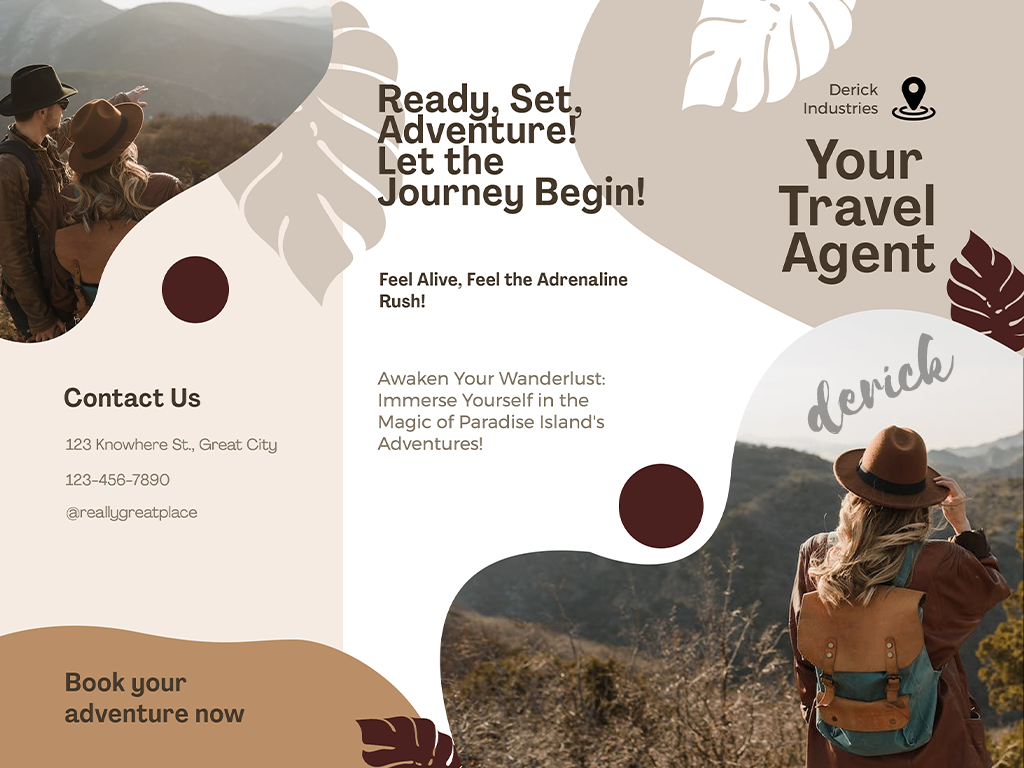 Ready, Set,
Adventure!
Let the
Journey Begin!
Feel Alive, Feel the Adrenaline
Rush!
Awaken Your Wanderlust:
Immerse Yourself in the
Magic of Paradise Island's
Adventures!
Contact Us
123 Knowhere St., Great City
123-456-7890
@reallygreatplace
Book your
adventure now
Derick
Industries
Your
Travel
Agent
derick